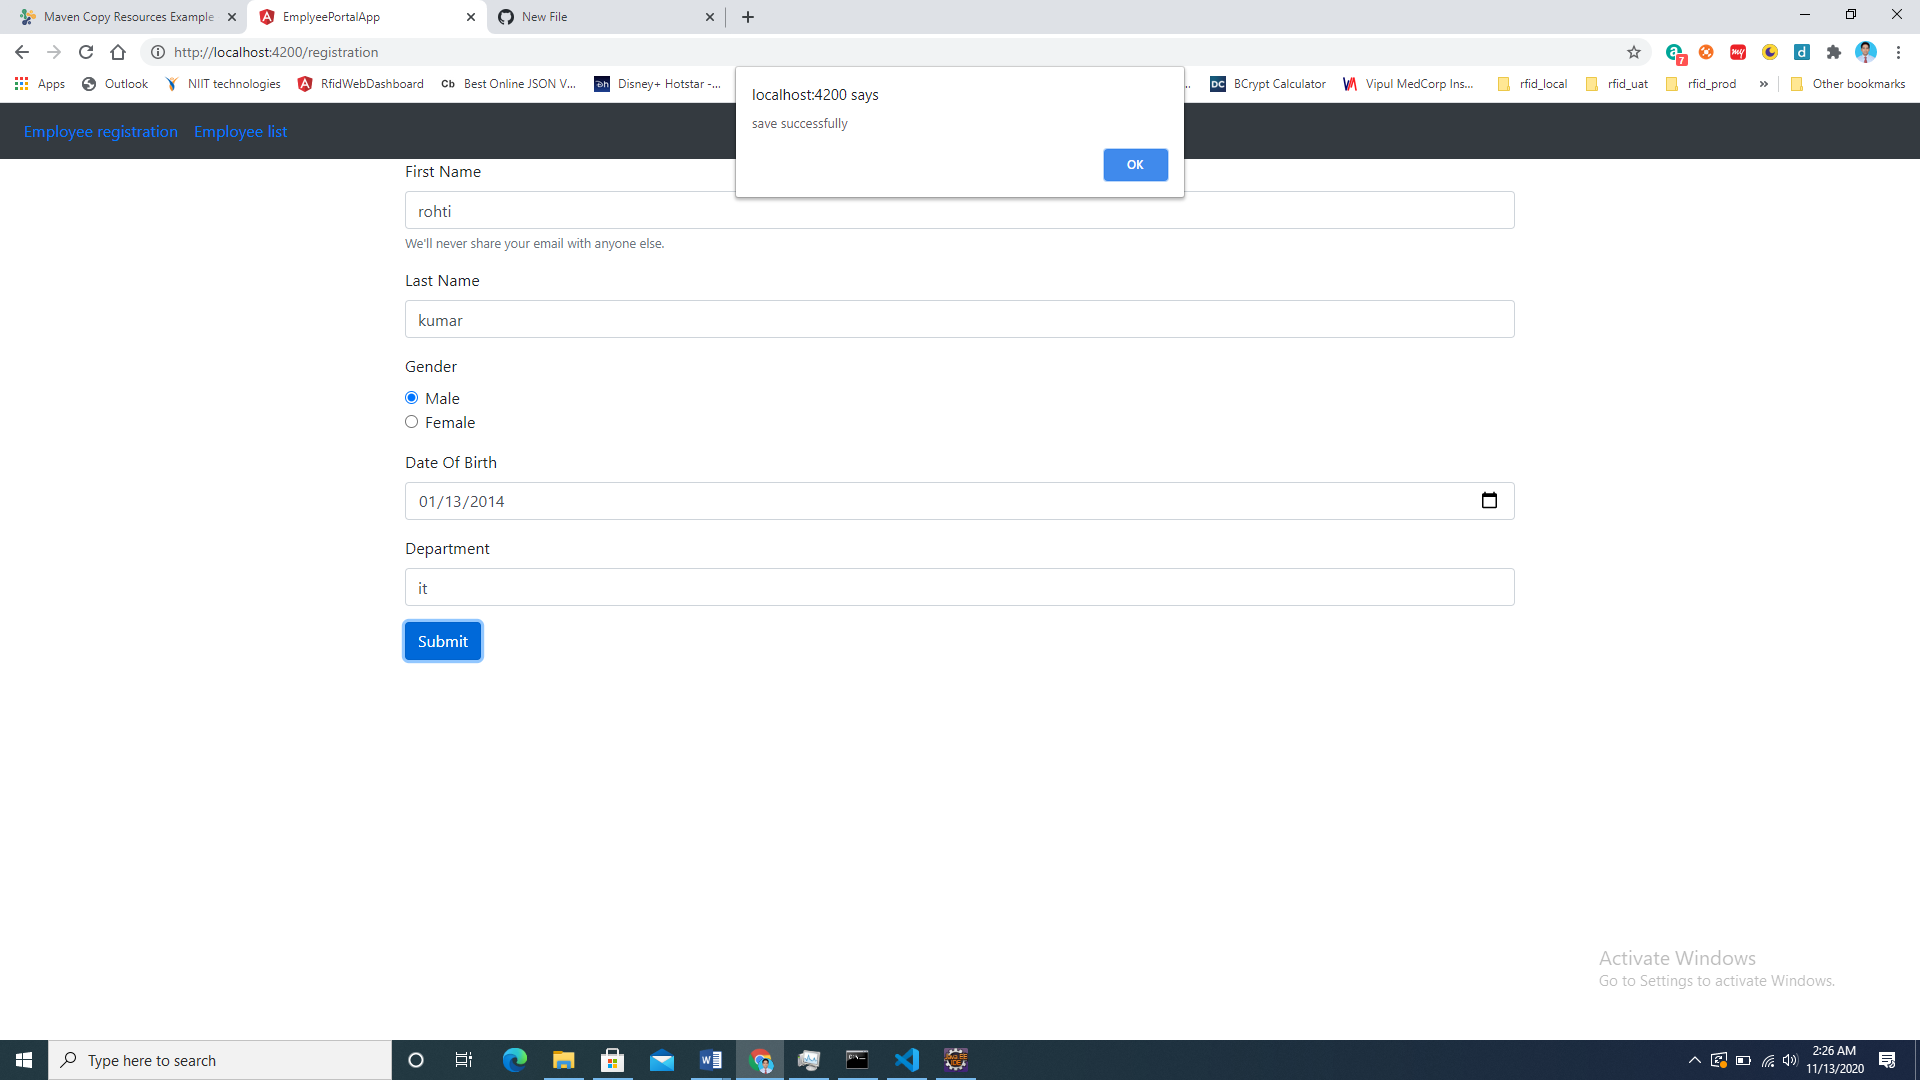 Maven Copy Resources Example
EmplyeePortalApp
New File
http://localhost:4200/registration
7
my
d
Apps
Outlook
NIIT technologies
RfidWebDashboard
Cb Best Online JSON V...
Disney+ Hotstar -...
DC BCrypt Calculator
Vipul MedCorp Ins...
rfid_local
rfid_uat
rfid_prod
»
Other bookmarks
localhost:4200 says
save successfully
OK
Employee registration Employee list
First Name
rohti
We'll never share your email with anyone else.
Last Name
kumar
Gender
Male
Female
Date Of Birth
01/13/2014
Department
it
Submit
Activate Windows
Go to Settings to activate Windows.
Type here to search
2:26 AM
11/13/2020